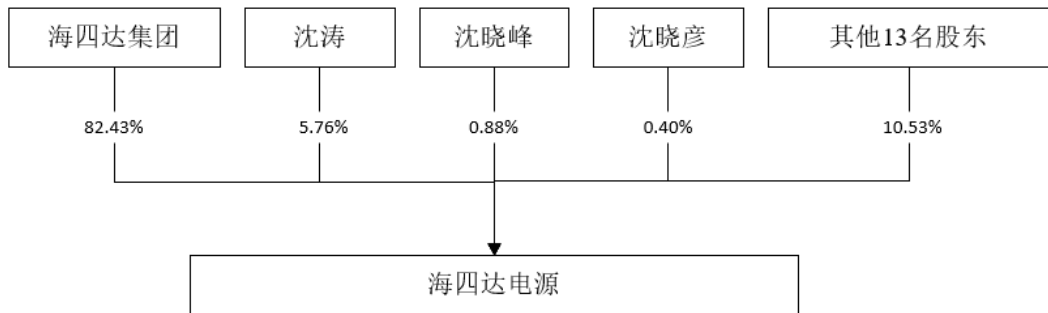 海四达集团
沈涛
沈晓峰
沈晓彦
其他13名股东
82.43%
5.76%
0.88%
0.40%
10.53%
海四达电源